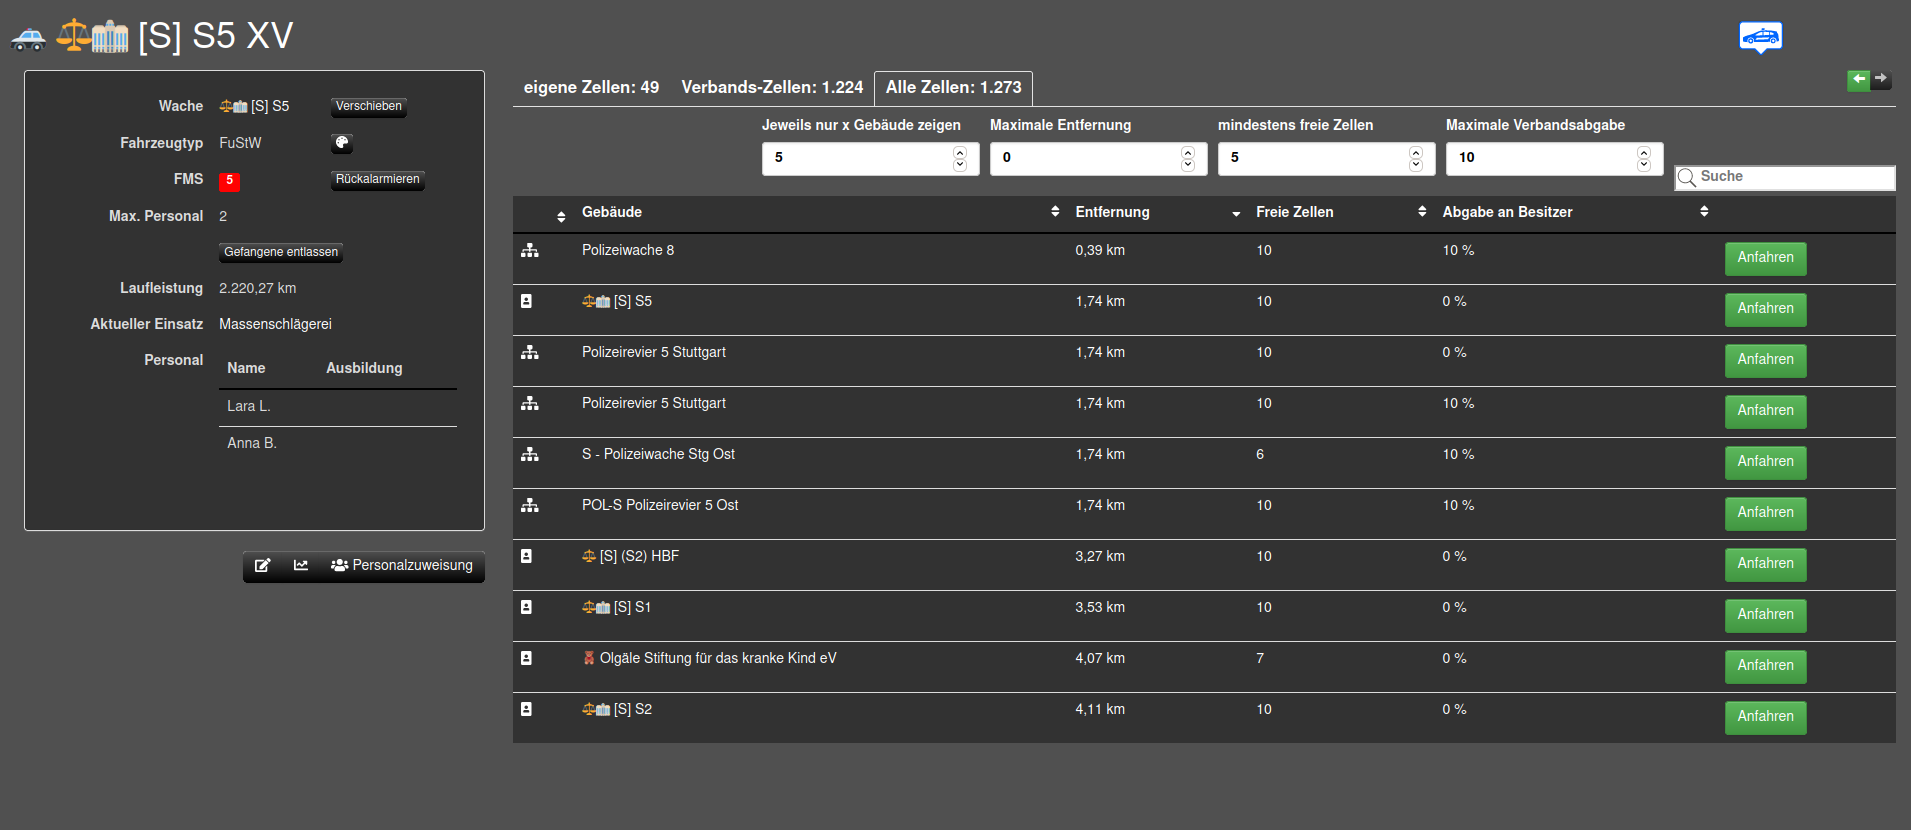 [S] S5 XV
Wache [S] S5 Verschieben
Fahrzeugtyp FuStW
FMS 5 Rückalarmieren
Max. Personal 2
Gefangene entlassen
Laufleistung 2.220,27 km
Aktueller Einsatz Massenschlägerei
Personal
Name Ausbildung
Lara L.
Anna B.
Personalzuweisung
eigene Zellen: 49 Verbands-Zellen: 1.224 Alle Zellen: 1.273
Jeweils nur x Gebäude zeigen Maximale Entfernung mindestens freie Zellen Maximale Verbandsabgabe
5 0 5 10
Suche
Gebäude Entfernung Freie Zellen Abgabe an Besitzer
Polizeiwache 8 0,39 km 10 10 % Anfahren
[S] S5 1,74 km 10 0 % Anfahren
Polizeirevier 5 Stuttgart 1,74 km 10 0 % Anfahren
Polizeirevier 5 Stuttgart 1,74 km 10 10 % Anfahren
S - Polizeiwache Stg Ost 1,74 km 6 10 % Anfahren
POL-S Polizeirevier 5 Ost 1,74 km 10 10 % Anfahren
[S] (S2) HBF 3,27 km 10 0 % Anfahren
[S] S1 3,53 km 10 0 % Anfahren
Olgäle Stiftung für das kranke Kind eV 4,07 km 7 0 % Anfahren
[S] S2 4,11 km 10 0 % Anfahren